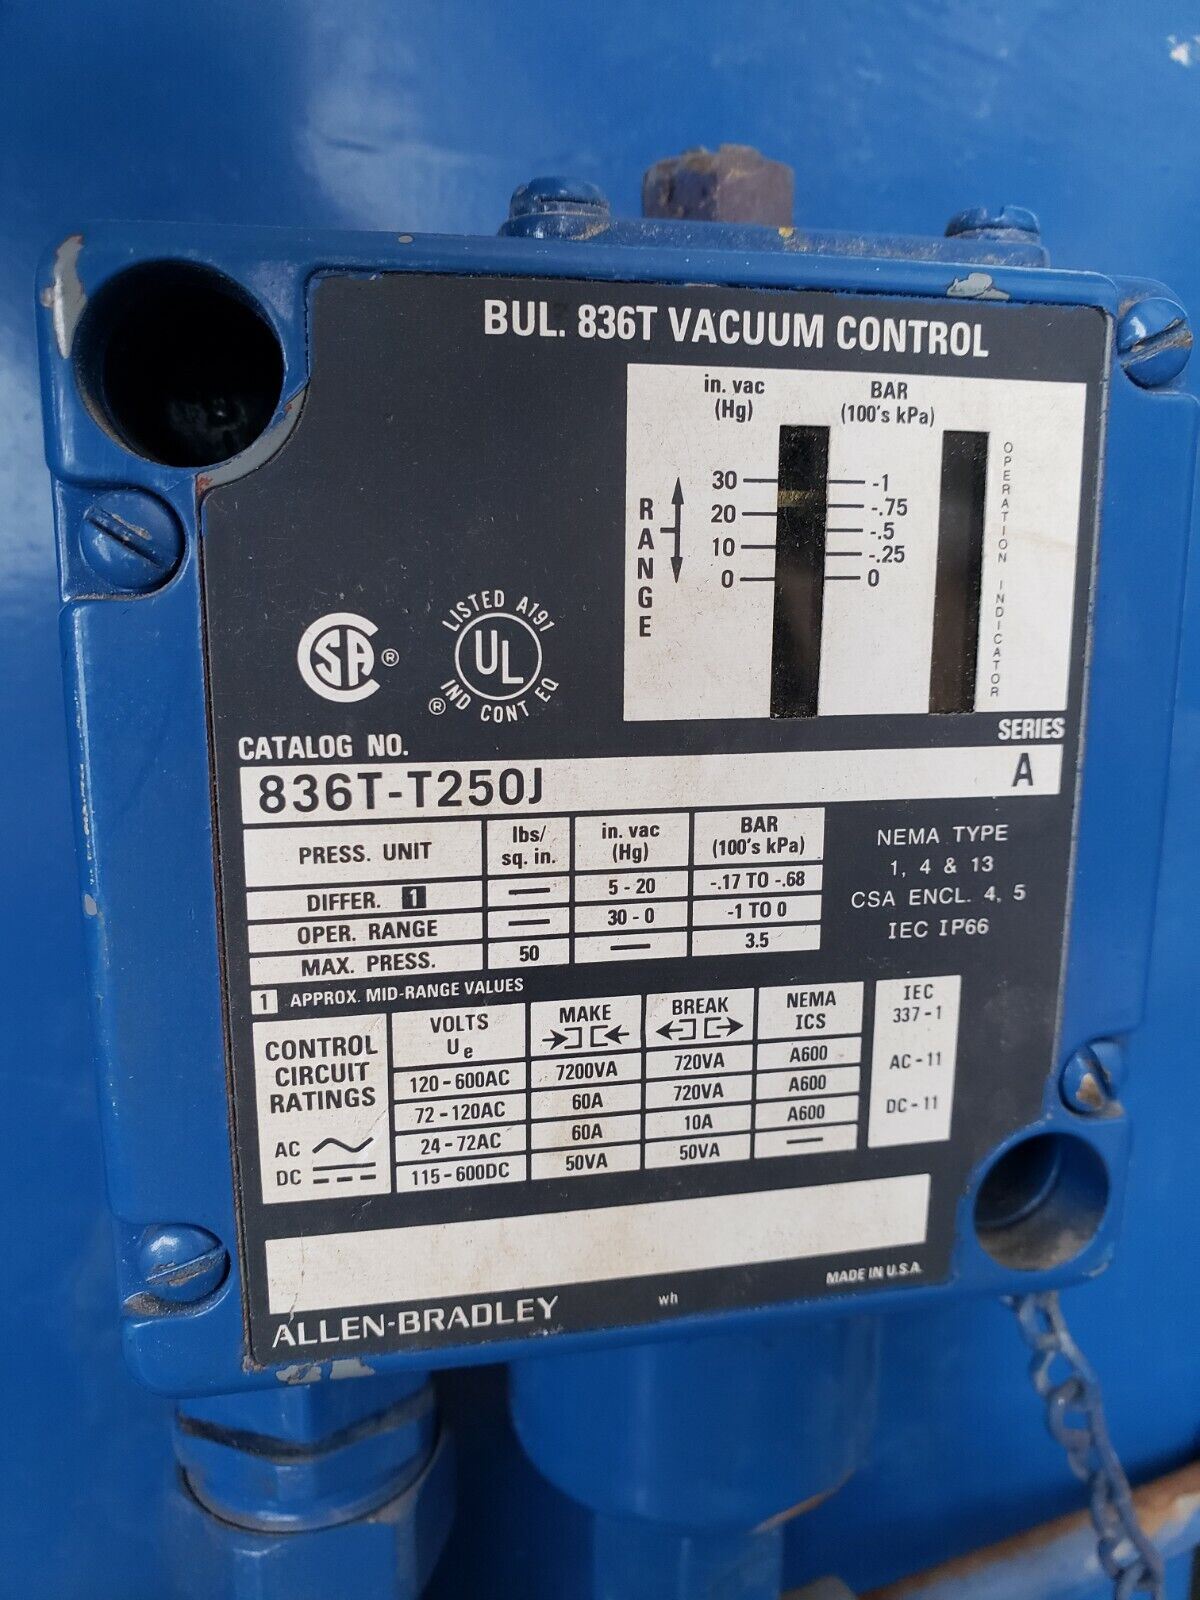 BUL. 836T VACUUM CONTROL
in. vac
(Hg)
BAR
(100's kPa)
RANGE
30
20
10
0
-1
-.75
-.5
-.25
0
OPERATION INDICATOR
SA ®
LISTED A191
UL
® IND CONT EQ
CATALOG NO.
SERIES
836T-T250J
A
PRESS. UNIT
lbs/
sq. in.
in. vac
(Hg)
BAR
(100's kPa)
DIFFER. 1
—
5 - 20
-.17 TO -.68
OPER. RANGE
—
30 - 0
-1 TO 0
MAX. PRESS.
50
—
3.5
NEMA TYPE
1, 4 & 13
CSA ENCL. 4, 5
IEC IP66
1 APPROX. MID-RANGE VALUES
CONTROL
CIRCUIT
RATINGS
AC
DC
VOLTS
Ue
MAKE
BREAK
NEMA
ICS
120 - 600AC
7200VA
720VA
A600
72 - 120AC
60A
720VA
A600
24 - 72AC
60A
10A
A600
115 - 600DC
50VA
50VA
—
IEC
337 - 1
AC - 11
DC - 11
ALLEN-BRADLEY
wh
MADE IN U.S.A.